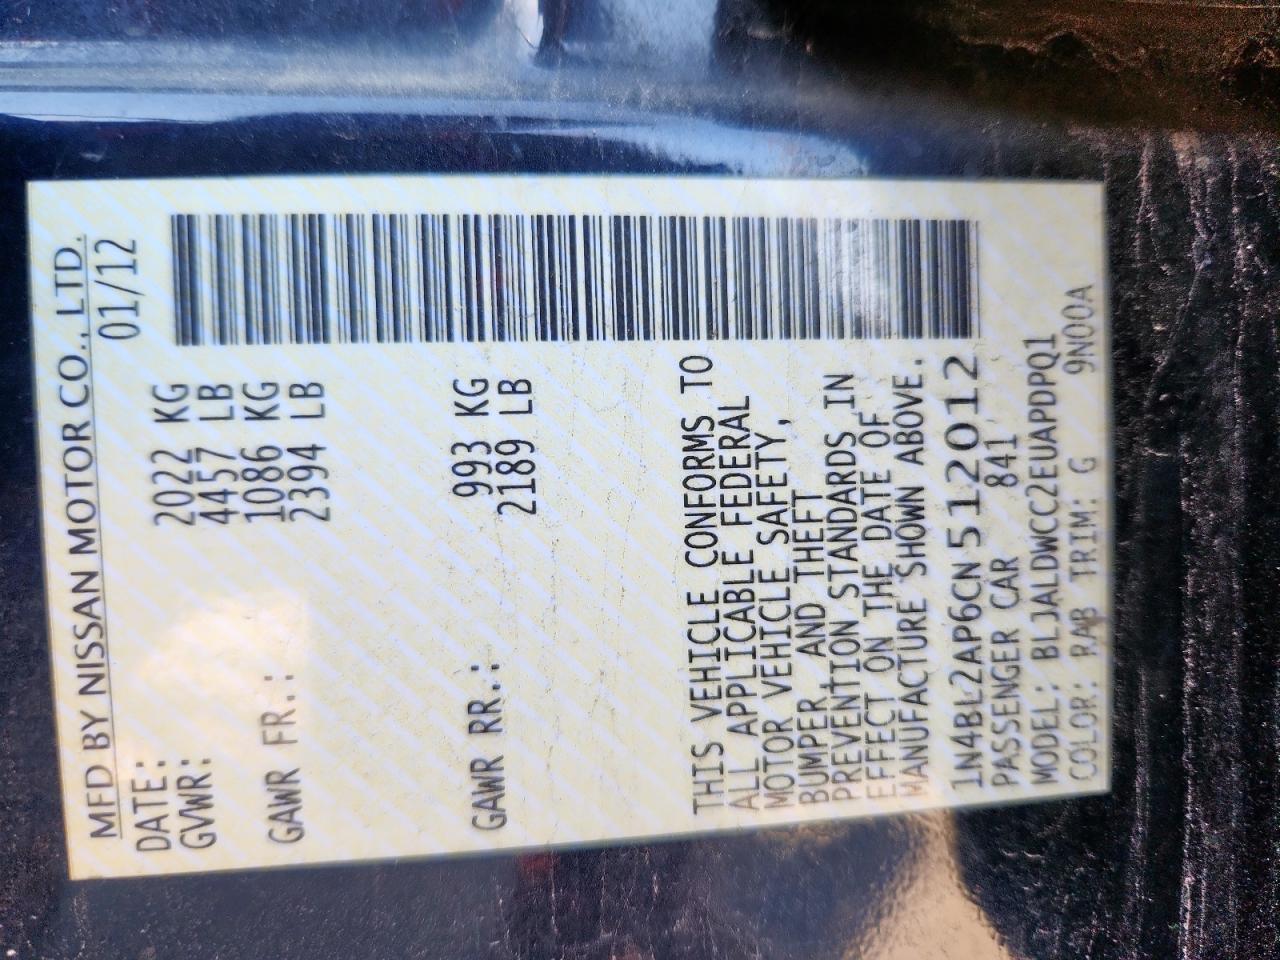 MFD BY NISSAN MOTOR CO., LTD.
DATE: 01/12
GVWR: 2022 KG
4457 LB
GAWR FR.: 1086 KG
2394 LB
GAWR RR.: 993 KG
2189 LB
THIS VEHICLE CONFORMS TO
ALL APPLICABLE FEDERAL
MOTOR VEHICLE SAFETY,
BUMPER, AND THEFT
PREVENTION STANDARDS IN
EFFECT ON THE DATE OF
MANUFACTURE SHOWN ABOVE.
1N4BL2AP6CN512012
PASSENGER CAR 841
MODEL: BLJALDWCC2EUAPDPQ1
COLOR: RAB TRIM: G 9N00A